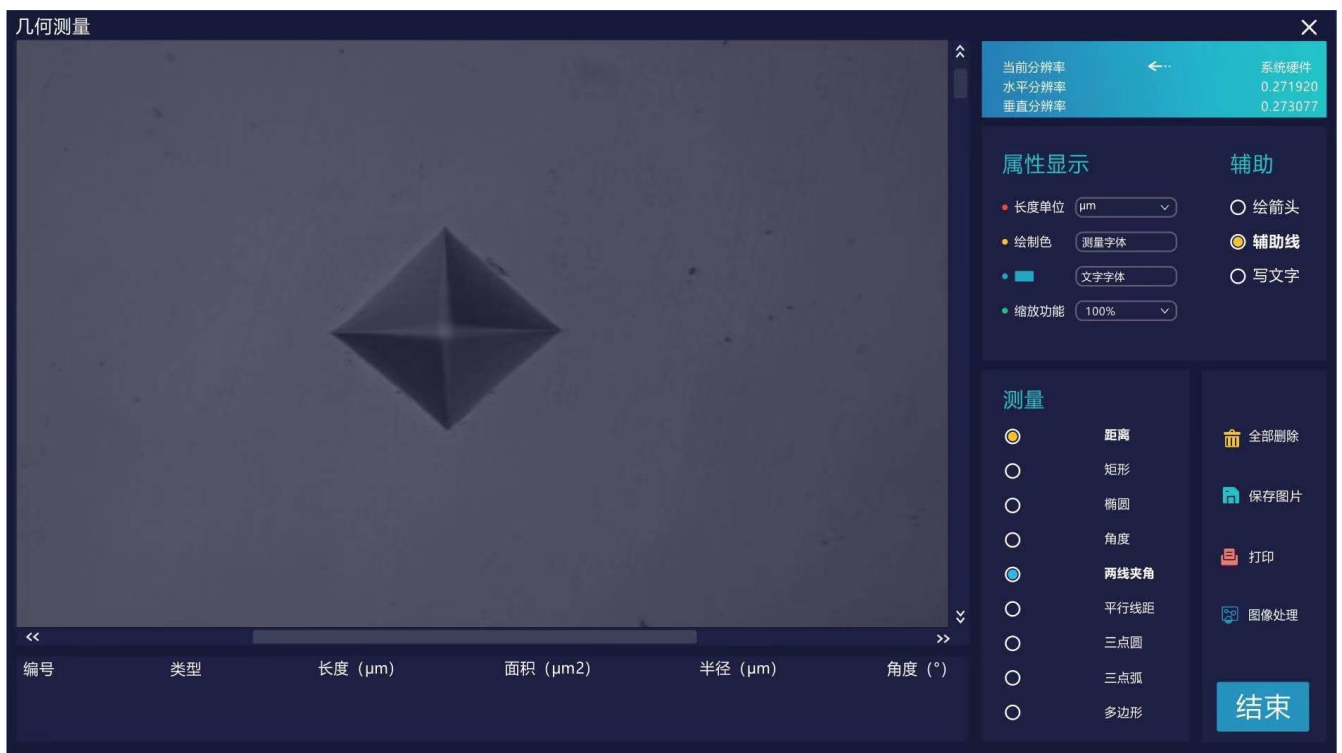 几何测量
当前分辨率 系统硬件
水平分辨率 0.271920
垂直分辨率 0.273077
属性显示 辅助
长度单位 μm 绘箭头
绘制色 测量字体 辅助线
文字字体 写文字
缩放功能 100%
测量
距离 全部删除
矩形
椭圆 保存图片
角度
两线夹角 打印
平行线距 图像处理
三点圆
三点弧
多边形 结束
编号 类型 长度（μm） 面积（μm2） 半径（μm） 角度（°）